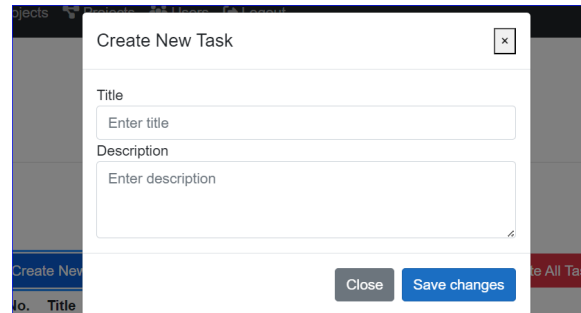 ojects Projects Users Logout
Create New Task
×
Title
Enter title
Description
Enter description
Create New
te All Ta
Close Save changes
No. Title